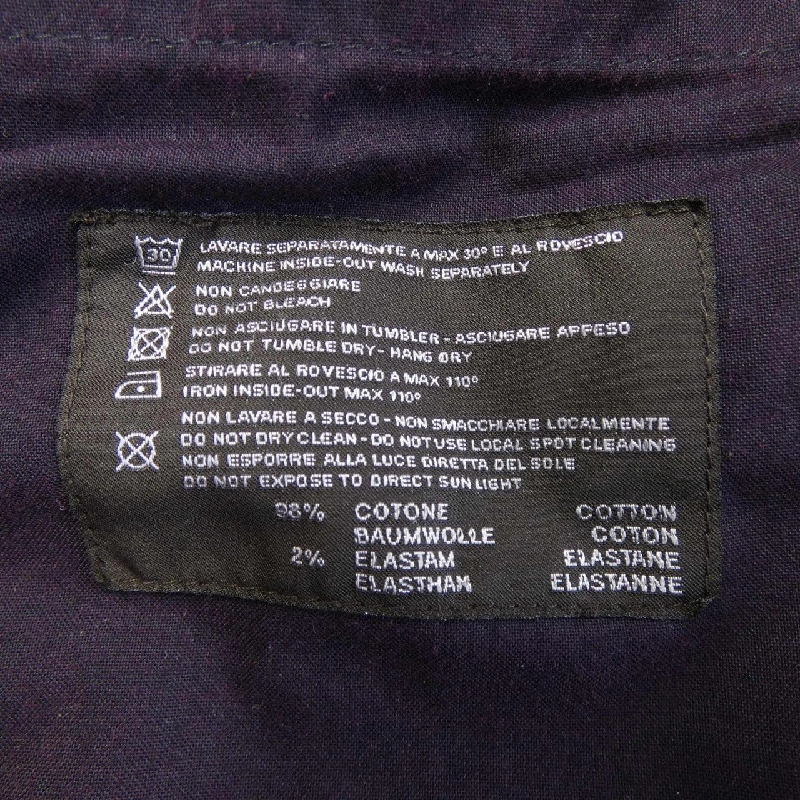 30
LAVARE SEPARATAMENTE A MAX 30° E AL ROVESCIO
MACHINE INSIDE-OUT WASH SEPARATELY
NON CANDEGGIARE
DO NOT BLEACH
NON ASCIUGARE IN TUMBLER - ASCIUGARE APPESO
DO NOT TUMBLE DRY - HANG DRY
STIRARE AL ROVESCIO A MAX 110°
IRON INSIDE-OUT MAX 110°
NON LAVARE A SECCO - NON SMACCHIARE LOCALMENTE
DO NOT DRY CLEAN - DO NOT USE LOCAL SPOT CLEANING
NON ESPORRE ALLA LUCE DIRETTA DEL SOLE
DO NOT EXPOSE TO DIRECT SUN LIGHT
98% COTONE COTTON
BAUMWOLLE COTON
2% ELASTAM ELASTANE
ELASTHAN ELASTANNE